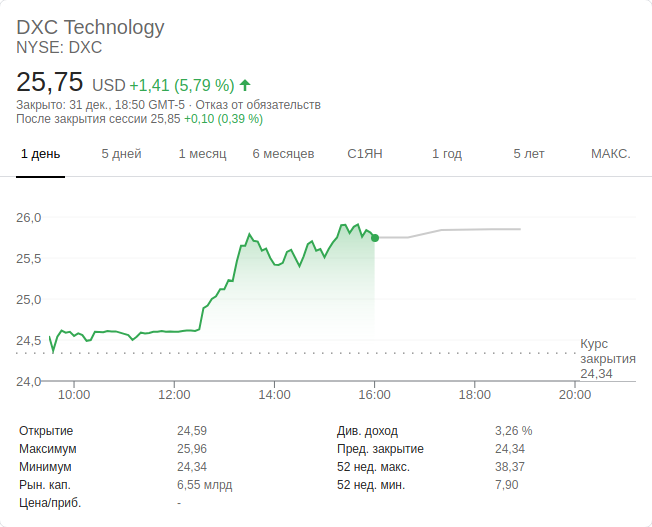 DXC Technology
NYSE: DXC
25,75 USD +1,41 (5,79 %)
Закрыто: 31 дек., 18:50 GMT-5 · Отказ от обязательств
После закрытия сессии 25,85 +0,10 (0,39 %)
1 день 5 дней 1 месяц 6 месяцев С1ЯН 1 год 5 лет МАКС.
26,0
25,5
25,0
24,5
24,0
Курс
закрытия
24,34
10:00 12:00 14:00 16:00 18:00 20:00
Открытие 24,59 Див. доход 3,26 %
Максимум 25,96 Пред. закрытие 24,34
Минимум 24,34 52 нед. макс. 38,37
Рын. кап. 6,55 млрд 52 нед. мин. 7,90
Цена/приб. -